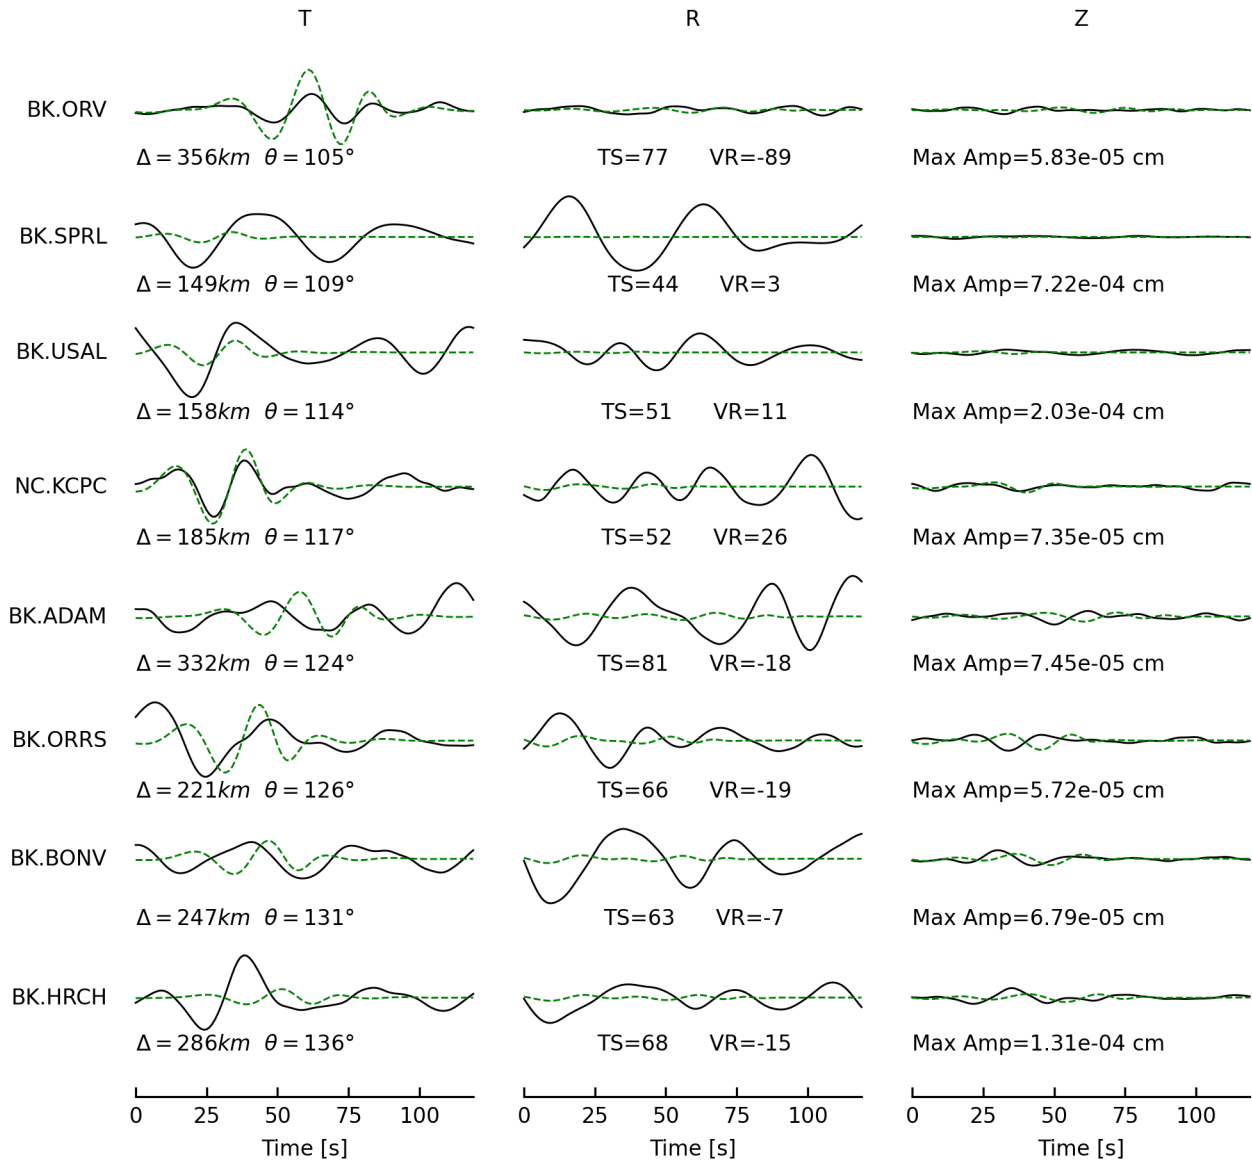 T R Z
BK.ORV
Δ = 356km θ = 105° TS=77 VR=-89 Max Amp=5.83e-05 cm
BK.SPRL
Δ = 149km θ = 109° TS=44 VR=3 Max Amp=7.22e-04 cm
BK.USAL
Δ = 158km θ = 114° TS=51 VR=11 Max Amp=2.03e-04 cm
NC.KCPC
Δ = 185km θ = 117° TS=52 VR=26 Max Amp=7.35e-05 cm
BK.ADAM
Δ = 332km θ = 124° TS=81 VR=-18 Max Amp=7.45e-05 cm
BK.ORRS
Δ = 221km θ = 126° TS=66 VR=-19 Max Amp=5.72e-05 cm
BK.BONV
Δ = 247km θ = 131° TS=63 VR=-7 Max Amp=6.79e-05 cm
BK.HRCH
Δ = 286km θ = 136° TS=68 VR=-15 Max Amp=1.31e-04 cm
0 25 50 75 100 0 25 50 75 100 0 25 50 75 100
Time [s] Time [s] Time [s]